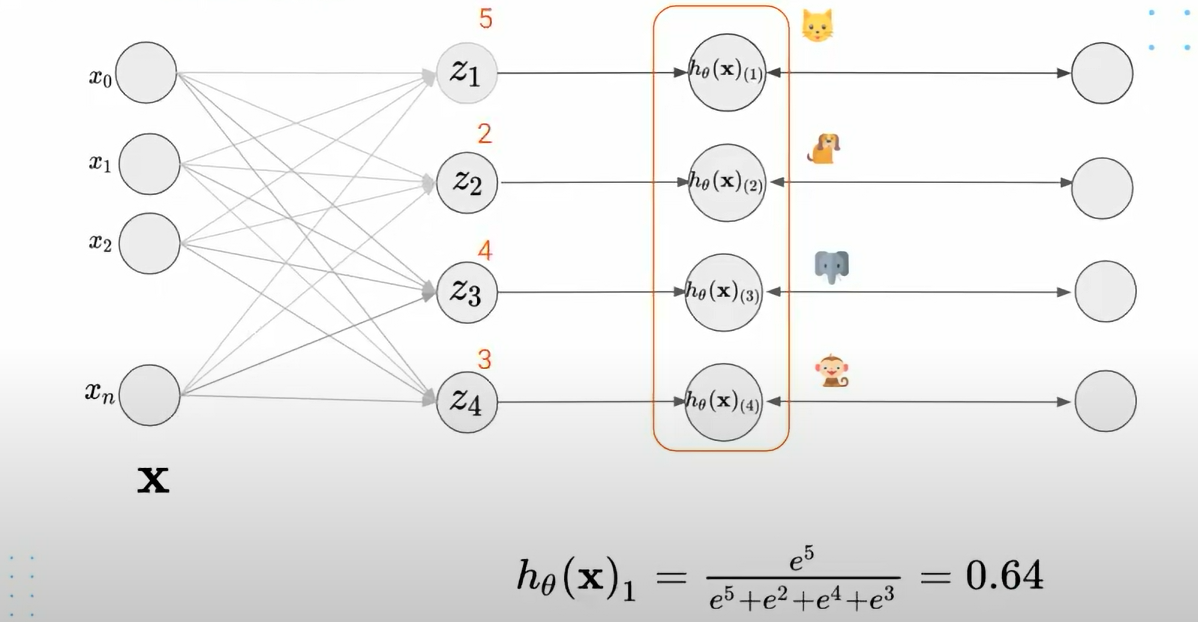 x₀ 5 z₁ h_θ(𝐱)₍₁₎
x₁ 2 z₂ h_θ(𝐱)₍₂₎
x₂ 4 z₃ h_θ(𝐱)₍₃₎
xₙ 3 z₄ h_θ(𝐱)₍₄₎
𝐱
h_θ(𝐱)₁ = e⁵ / (e⁵+e²+e⁴+e³) = 0.64